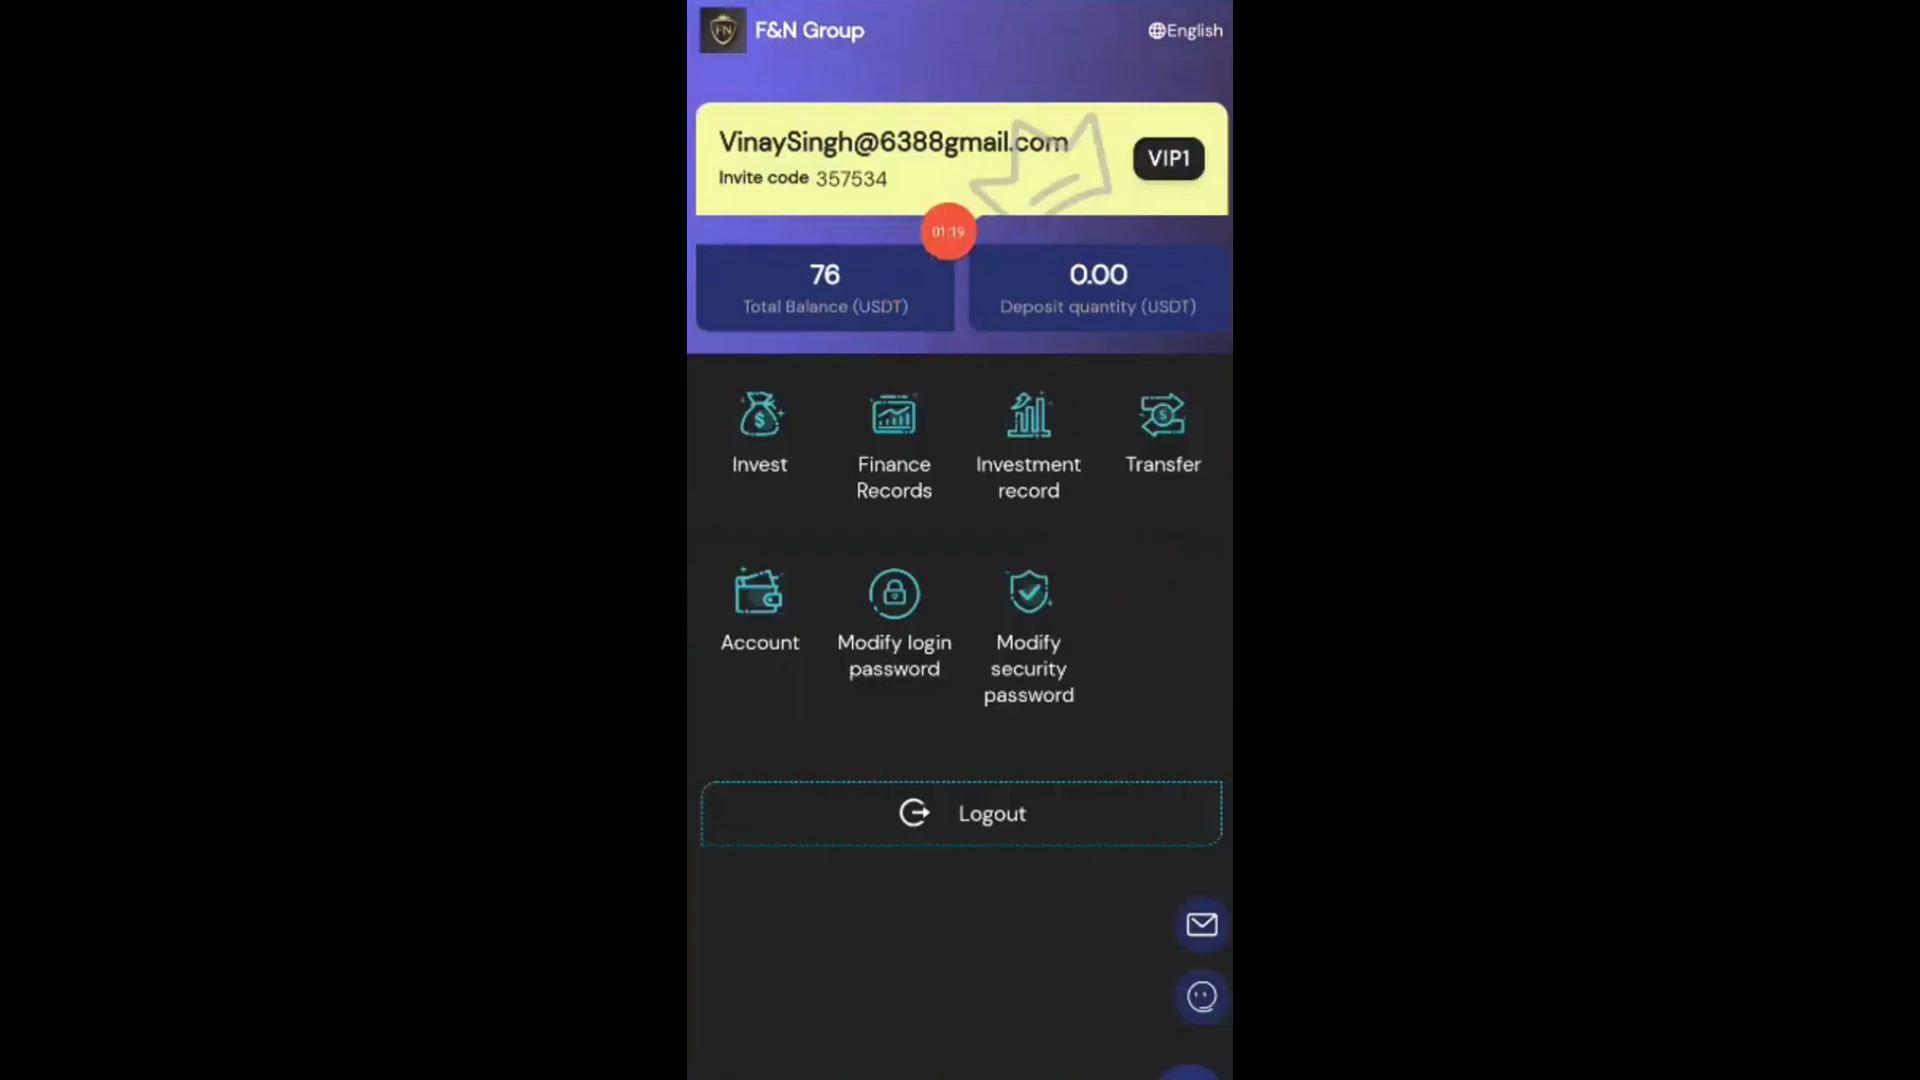 FN
F&N Group
English
VinaySingh@6388gmail.com
VIP1
Invite code 357534
01:19
76
0.00
Total Balance (USDT)
Deposit quantity (USDT)
Invest
Finance
Records
Investment
record
Transfer
Account
Modify login
password
Modify
security
password
Logout